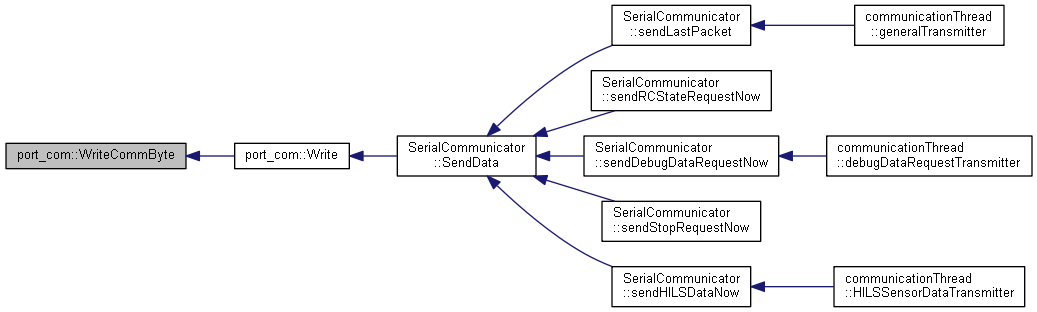 port_com::WriteCommByte
port_com::Write
SerialCommunicator
::SendData
SerialCommunicator
::sendLastPacket
communicationThread
::generalTransmitter
SerialCommunicator
::sendRCStateRequestNow
SerialCommunicator
::sendDebugDataRequestNow
communicationThread
::debugDataRequestTransmitter
SerialCommunicator
::sendStopRequestNow
SerialCommunicator
::sendHILSDataNow
communicationThread
::HILSSensorDataTransmitter